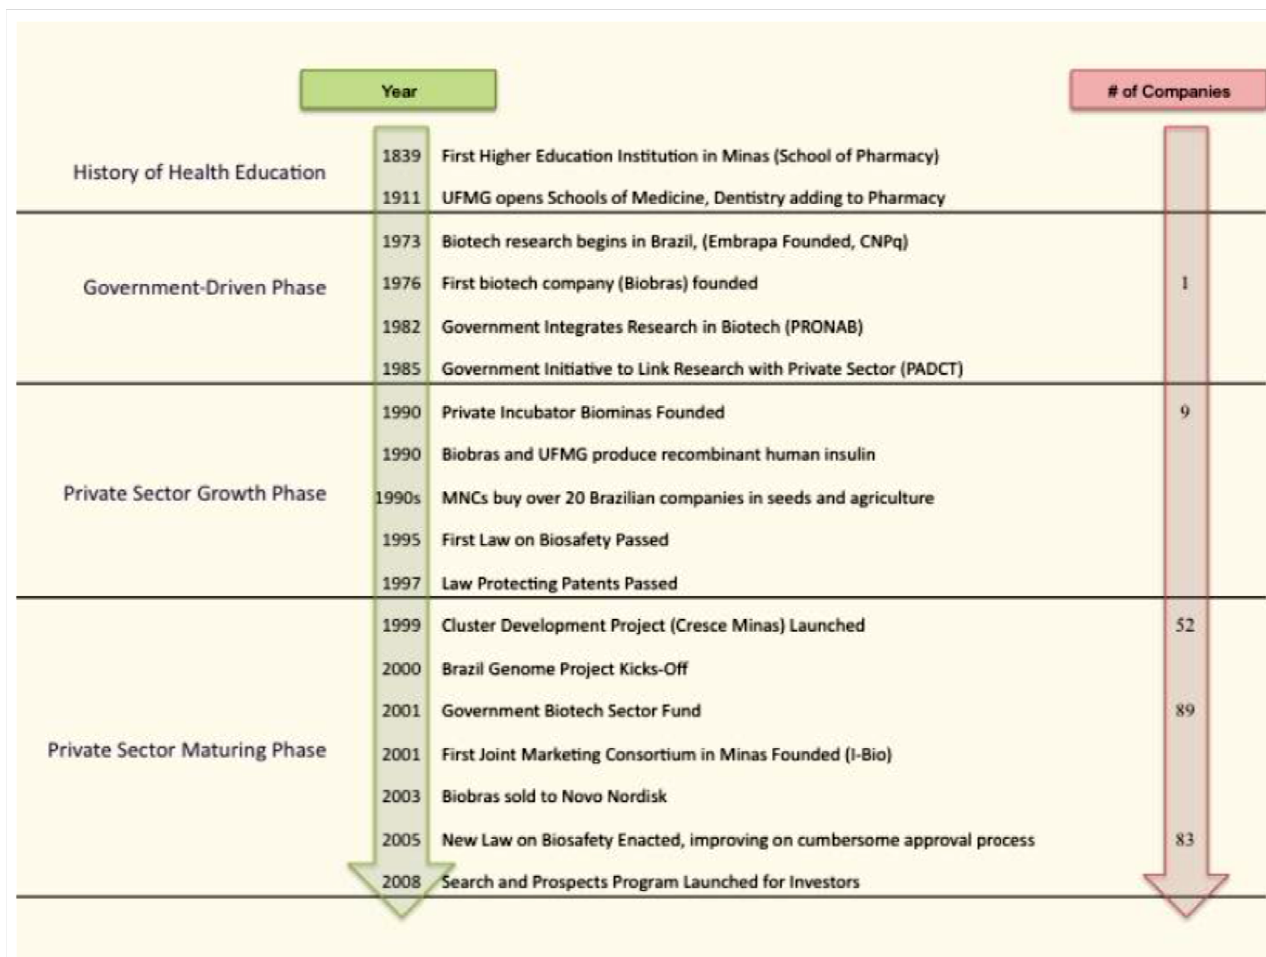 Year # of Companies
1839 First Higher Education Institution in Minas (School of Pharmacy)
History of Health Education
1911 UFMG opens Schools of Medicine, Dentistry adding to Pharmacy
1973 Biotech research begins in Brazil, (Embrapa Founded, CNPq)
Government-Driven Phase 1976 First biotech company (Biobras) founded 1
1982 Government Integrates Research in Biotech (PRONAB)
1985 Government Initiative to Link Research with Private Sector (PADCT)
1990 Private Incubator Biominas Founded 9
1990 Biobras and UFMG produce recombinant human insulin
Private Sector Growth Phase 1990s MNCs buy over 20 Brazilian companies in seeds and agriculture
1995 First Law on Biosafety Passed
1997 Law Protecting Patents Passed
1999 Cluster Development Project (Cresce Minas) Launched 52
2000 Brazil Genome Project Kicks-Off
2001 Government Biotech Sector Fund 89
Private Sector Maturing Phase 2001 First Joint Marketing Consortium in Minas Founded (I-Bio)
2003 Biobras sold to Novo Nordisk
2005 New Law on Biosafety Enacted, improving on cumbersome approval process 83
2008 Search and Prospects Program Launched for Investors